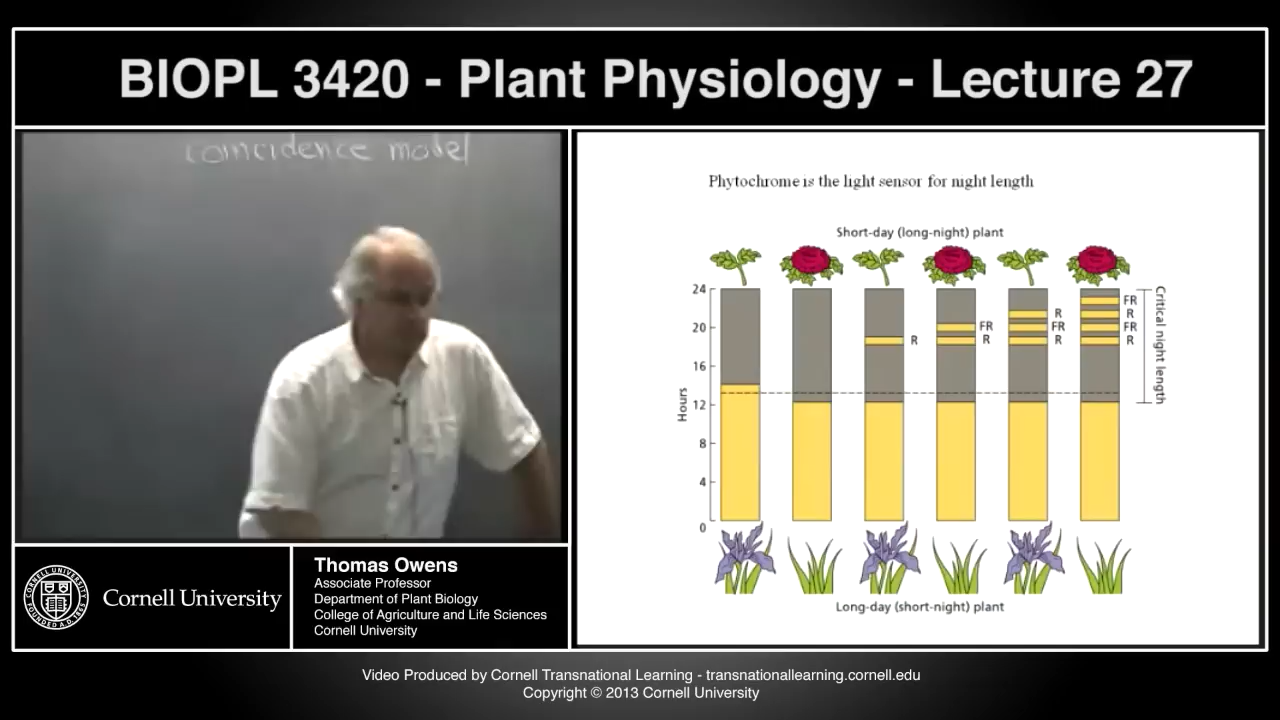 BIOPL 3420 - Plant Physiology - Lecture 27
coincidence model
Phytochrome is the light sensor for night length
Short-day (long-night) plant
24
20
16
12
8
4
0
Hours
R
FR
R
R
FR
R
FR
R
FR
R
Critical night length
Long-day (short-night) plant
Cornell University
Thomas Owens
Associate Professor
Department of Plant Biology
College of Agriculture and Life Sciences
Cornell University
Video Produced by Cornell Transnational Learning - transnationallearning.cornell.edu
Copyright © 2013 Cornell University